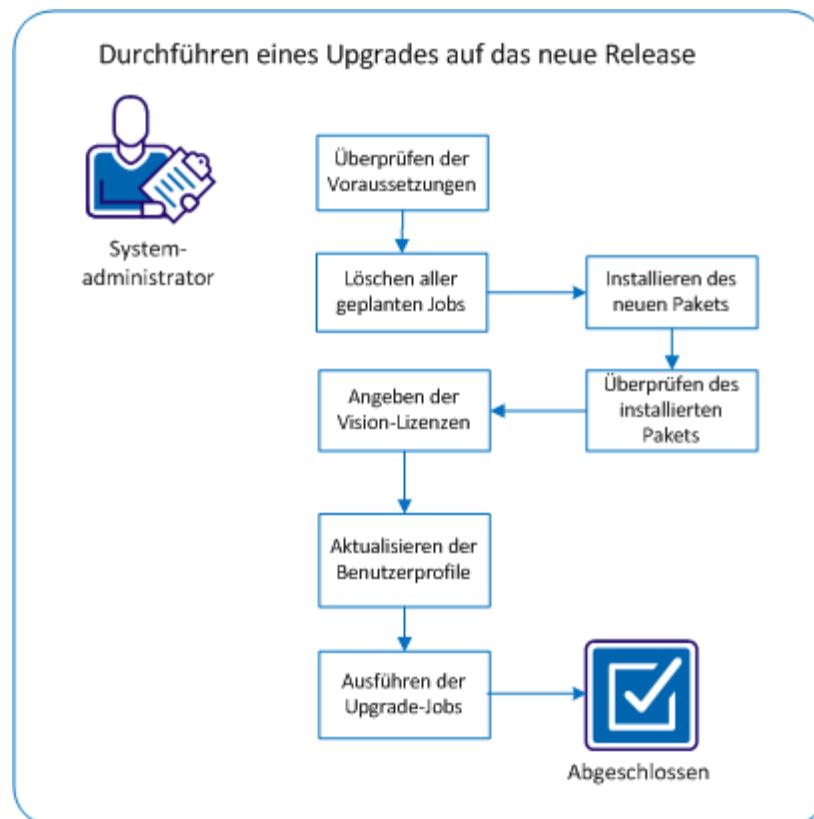 Durchführen eines Upgrades auf das neue Release
System-
administrator
Überprüfen der
Voraussetzungen
Löschen aller
geplanten Jobs
Installieren des
neuen Pakets
Überprüfen des
installierten
Pakets
Angeben der
Vision-Lizenzen
Aktualisieren der
Benutzerprofile
Ausführen der
Upgrade-Jobs
Abgeschlossen